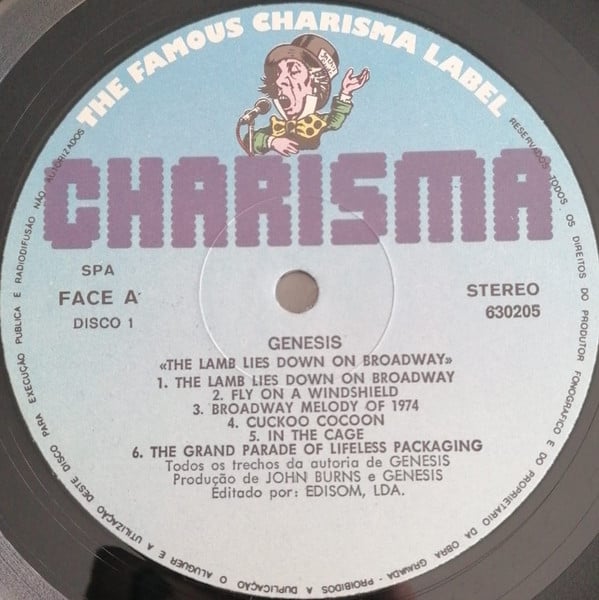 THE FAMOUS CHARISMA LABEL
CHARISMA
SPA
FACE A
DISCO 1
STEREO
630205
GENESIS
«THE LAMB LIES DOWN ON BROADWAY»
1. THE LAMB LIES DOWN ON BROADWAY
2. FLY ON A WINDSHIELD
3. BROADWAY MELODY OF 1974
4. CUCKOO COCOON
5. IN THE CAGE
6. THE GRAND PARADE OF LIFELESS PACKAGING
Todos os trechos da autoria de GENESIS
Produção de JOHN BURNS e GENESIS
Éditado por: EDISOM, LDA.
RESERVADOS TODOS OS DIREITOS DO PRODUTOR FONOGRAFICO E DO PROPRIETARIO DA OBRA GRAVADA - PROIBIDOS A DUPLICAÇÃO O ALUGUER E A UTILIZAÇÃO DESTE DISCO PARA EXECUÇÃO PUBLICA E RADIODIFUSÃO NÃO AUTORIZADOS